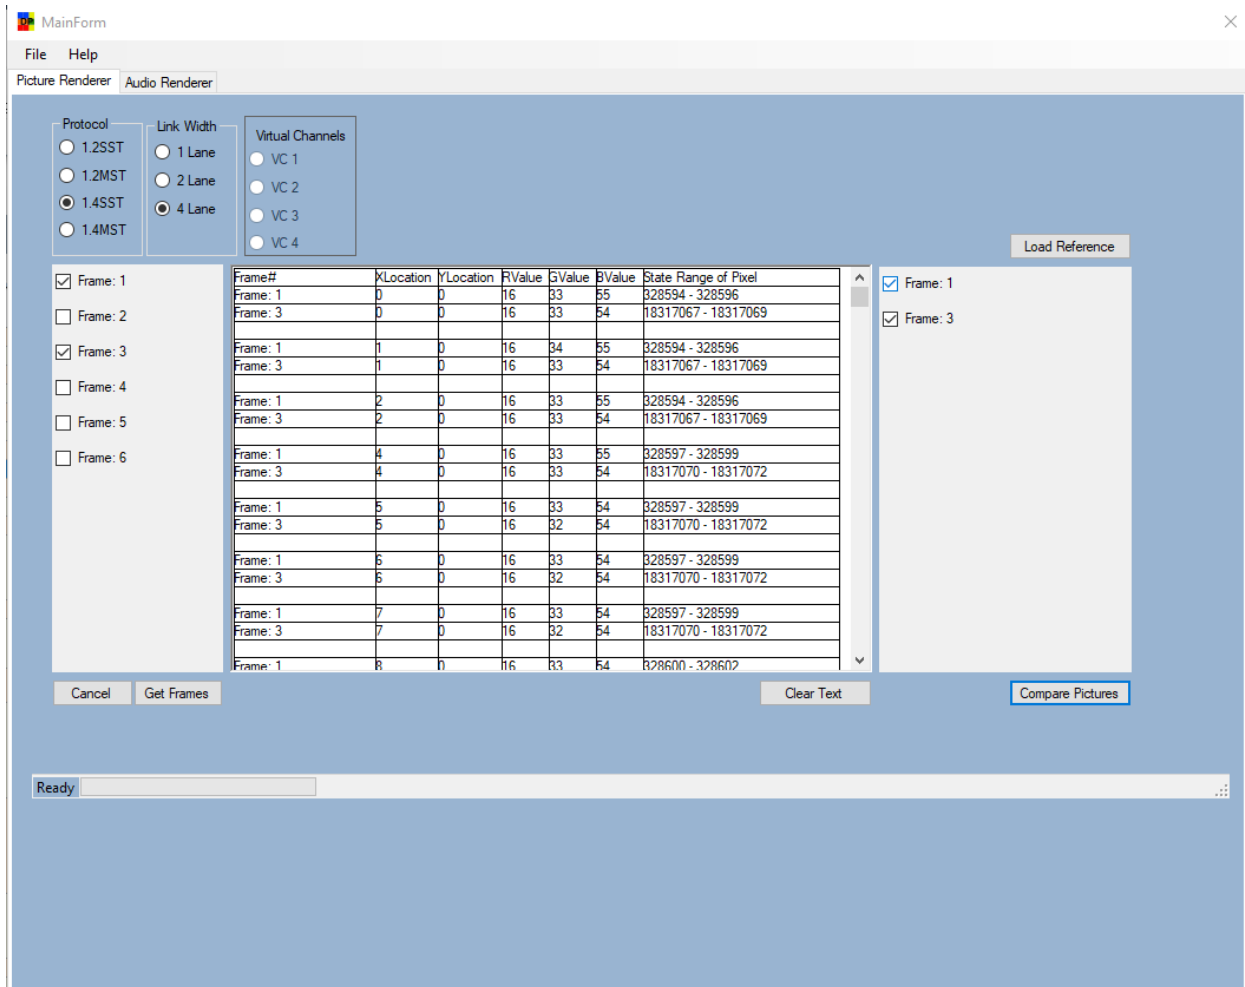 DP MainForm
File Help
Picture Renderer Audio Renderer
Protocol
1.2SST
1.2MST
1.4SST
1.4MST
Link Width
1 Lane
2 Lane
4 Lane
Virtual Channels
VC 1
VC 2
VC 3
VC 4
Load Reference
Frame: 1
Frame: 2
Frame: 3
Frame: 4
Frame: 5
Frame: 6
Frame# XLocation YLocation RValue GValue BValue State Range of Pixel
Frame: 1 0 0 16 33 55 328594 - 328596
Frame: 3 0 0 16 33 54 18317067 - 18317069
Frame: 1 1 0 16 34 55 328594 - 328596
Frame: 3 1 0 16 33 54 18317067 - 18317069
Frame: 1 2 0 16 33 55 328594 - 328596
Frame: 3 2 0 16 33 54 18317067 - 18317069
Frame: 1 4 0 16 33 55 328597 - 328599
Frame: 3 4 0 16 33 54 18317070 - 18317072
Frame: 1 5 0 16 33 54 328597 - 328599
Frame: 3 5 0 16 32 54 18317070 - 18317072
Frame: 1 6 0 16 33 54 328597 - 328599
Frame: 3 6 0 16 32 54 18317070 - 18317072
Frame: 1 7 0 16 33 54 328597 - 328599
Frame: 3 7 0 16 32 54 18317070 - 18317072
Frame: 1 8 0 16 33 54 328600 - 328602
Frame: 1
Frame: 3
Cancel Get Frames Clear Text Compare Pictures
Ready